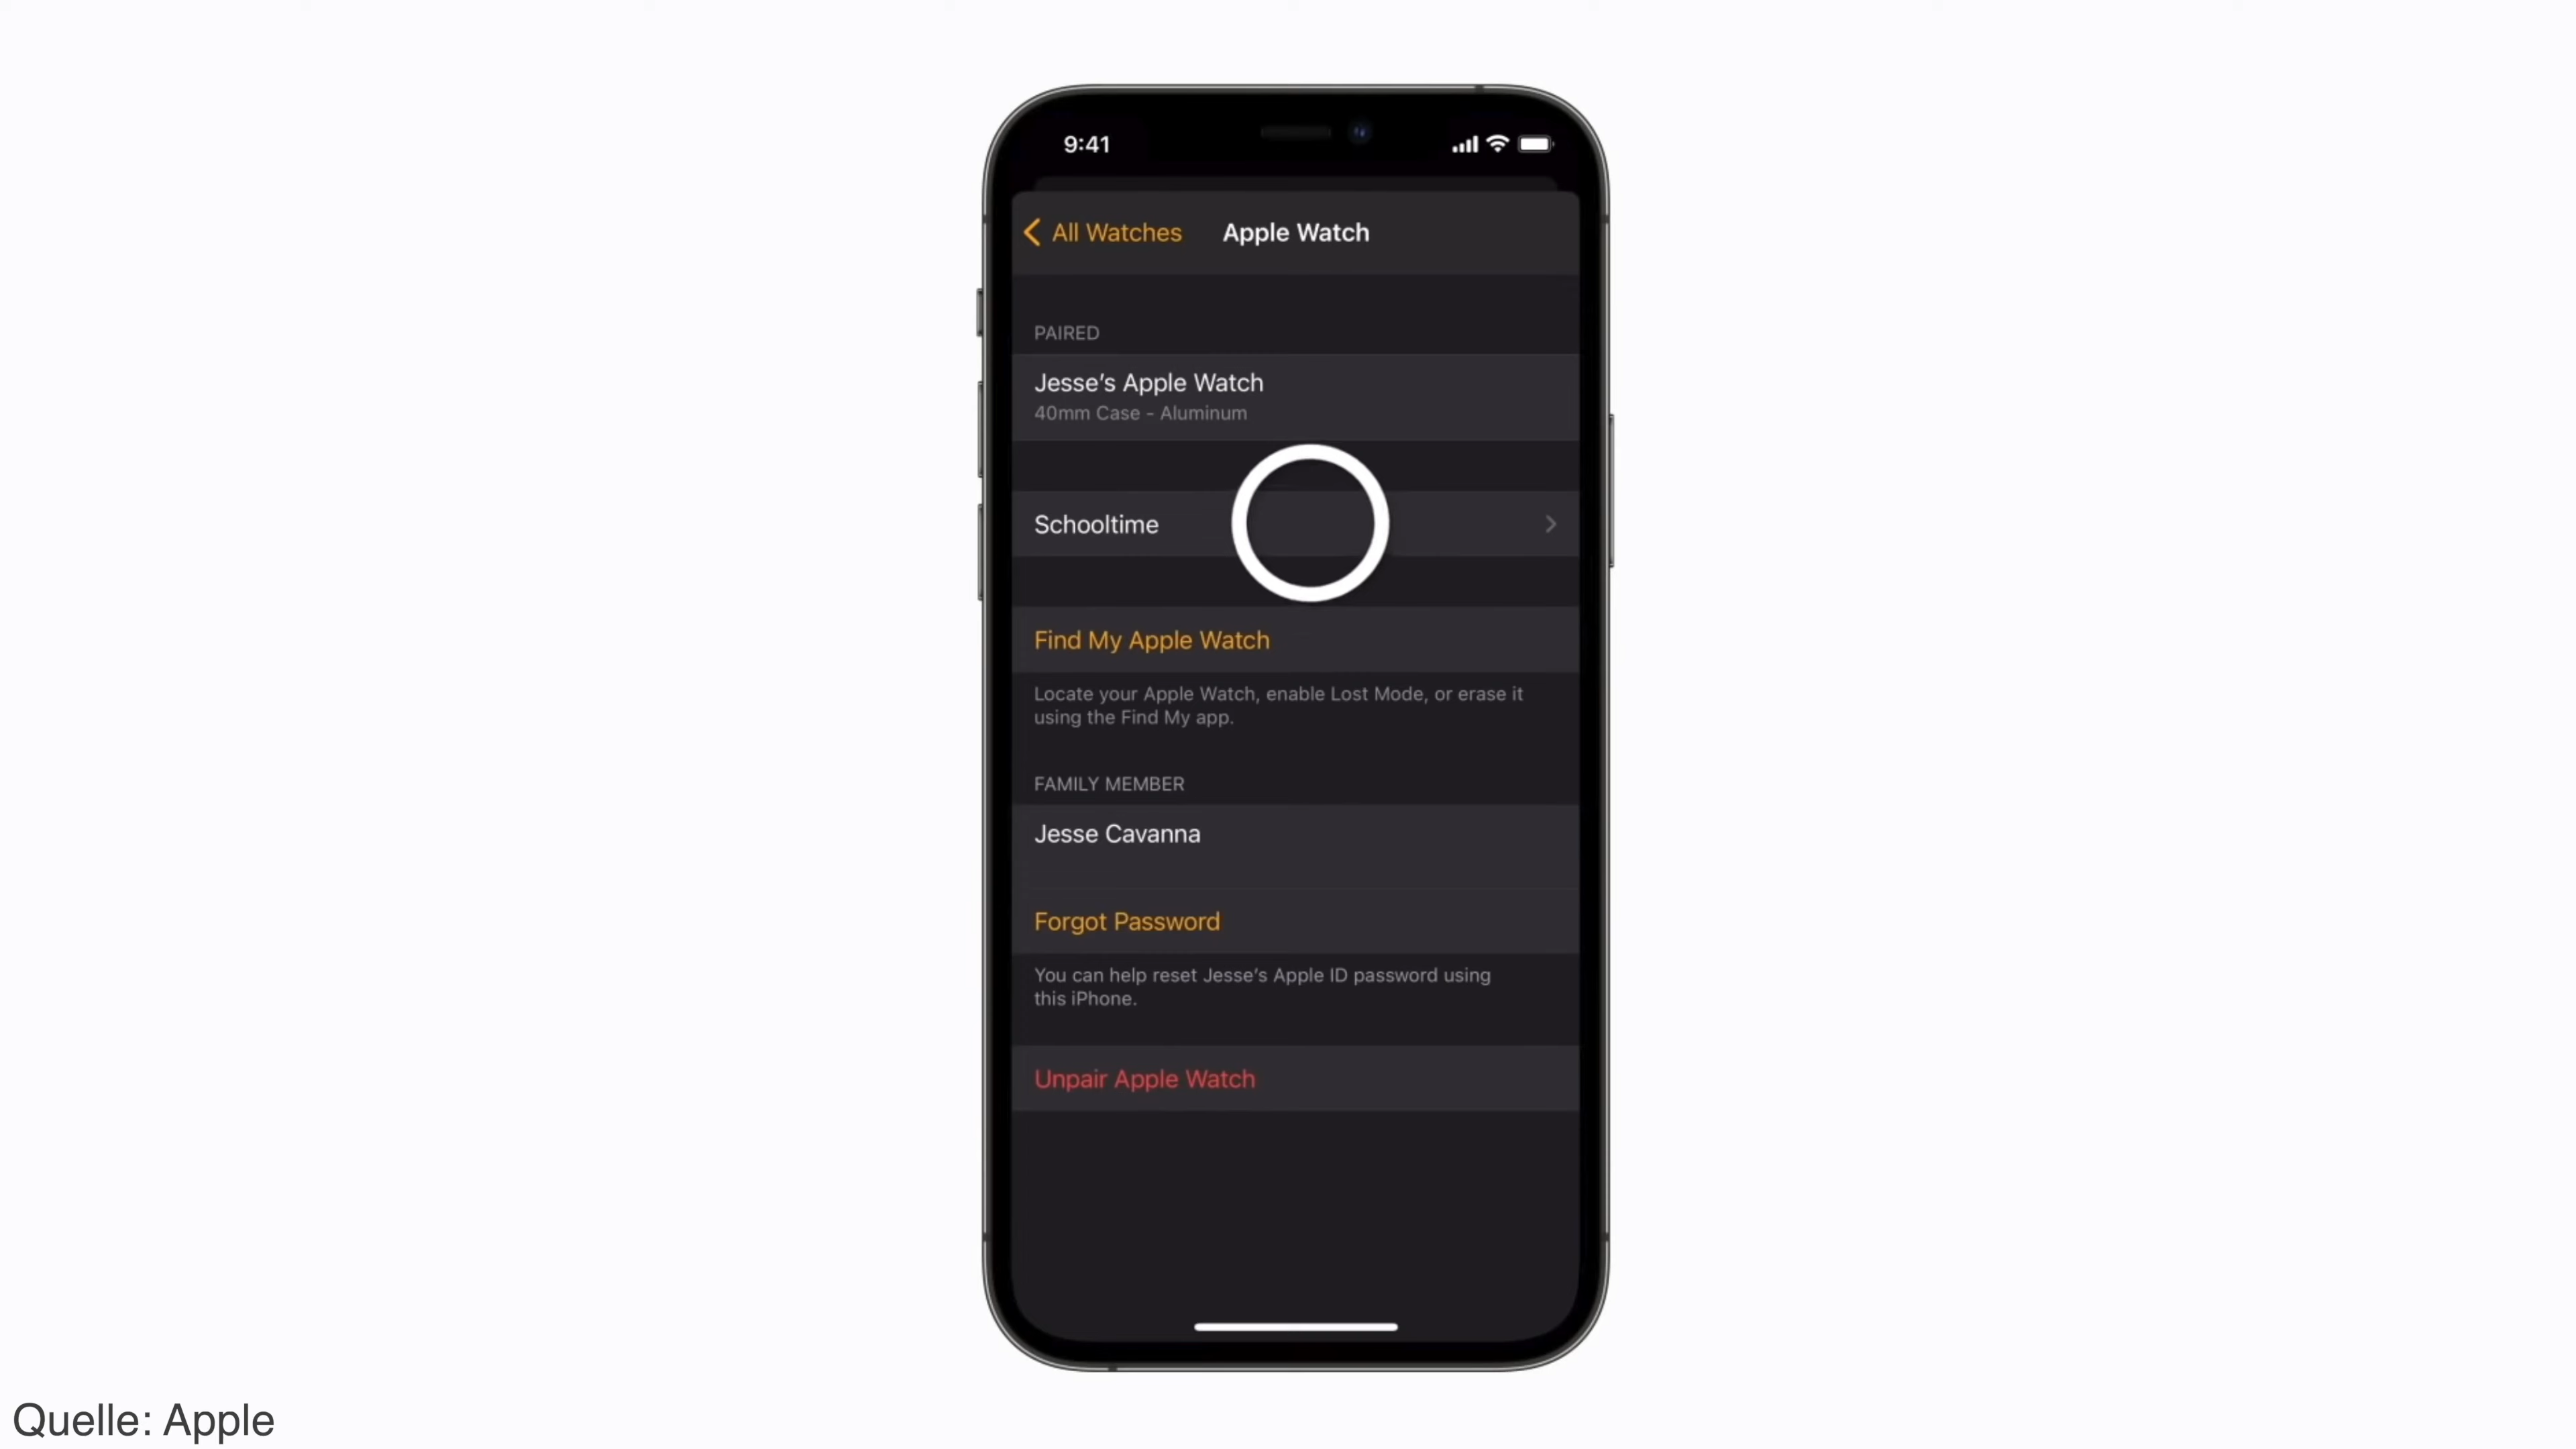 9:41
All Watches
Apple Watch
PAIRED
Jesse’s Apple Watch
40mm Case - Aluminum
Schooltime
Find My Apple Watch
Locate your Apple Watch, enable Lost Mode, or erase it
using the Find My app.
FAMILY MEMBER
Jesse Cavanna
Forgot Password
You can help reset Jesse’s Apple ID password using
this iPhone.
Unpair Apple Watch
Quelle: Apple